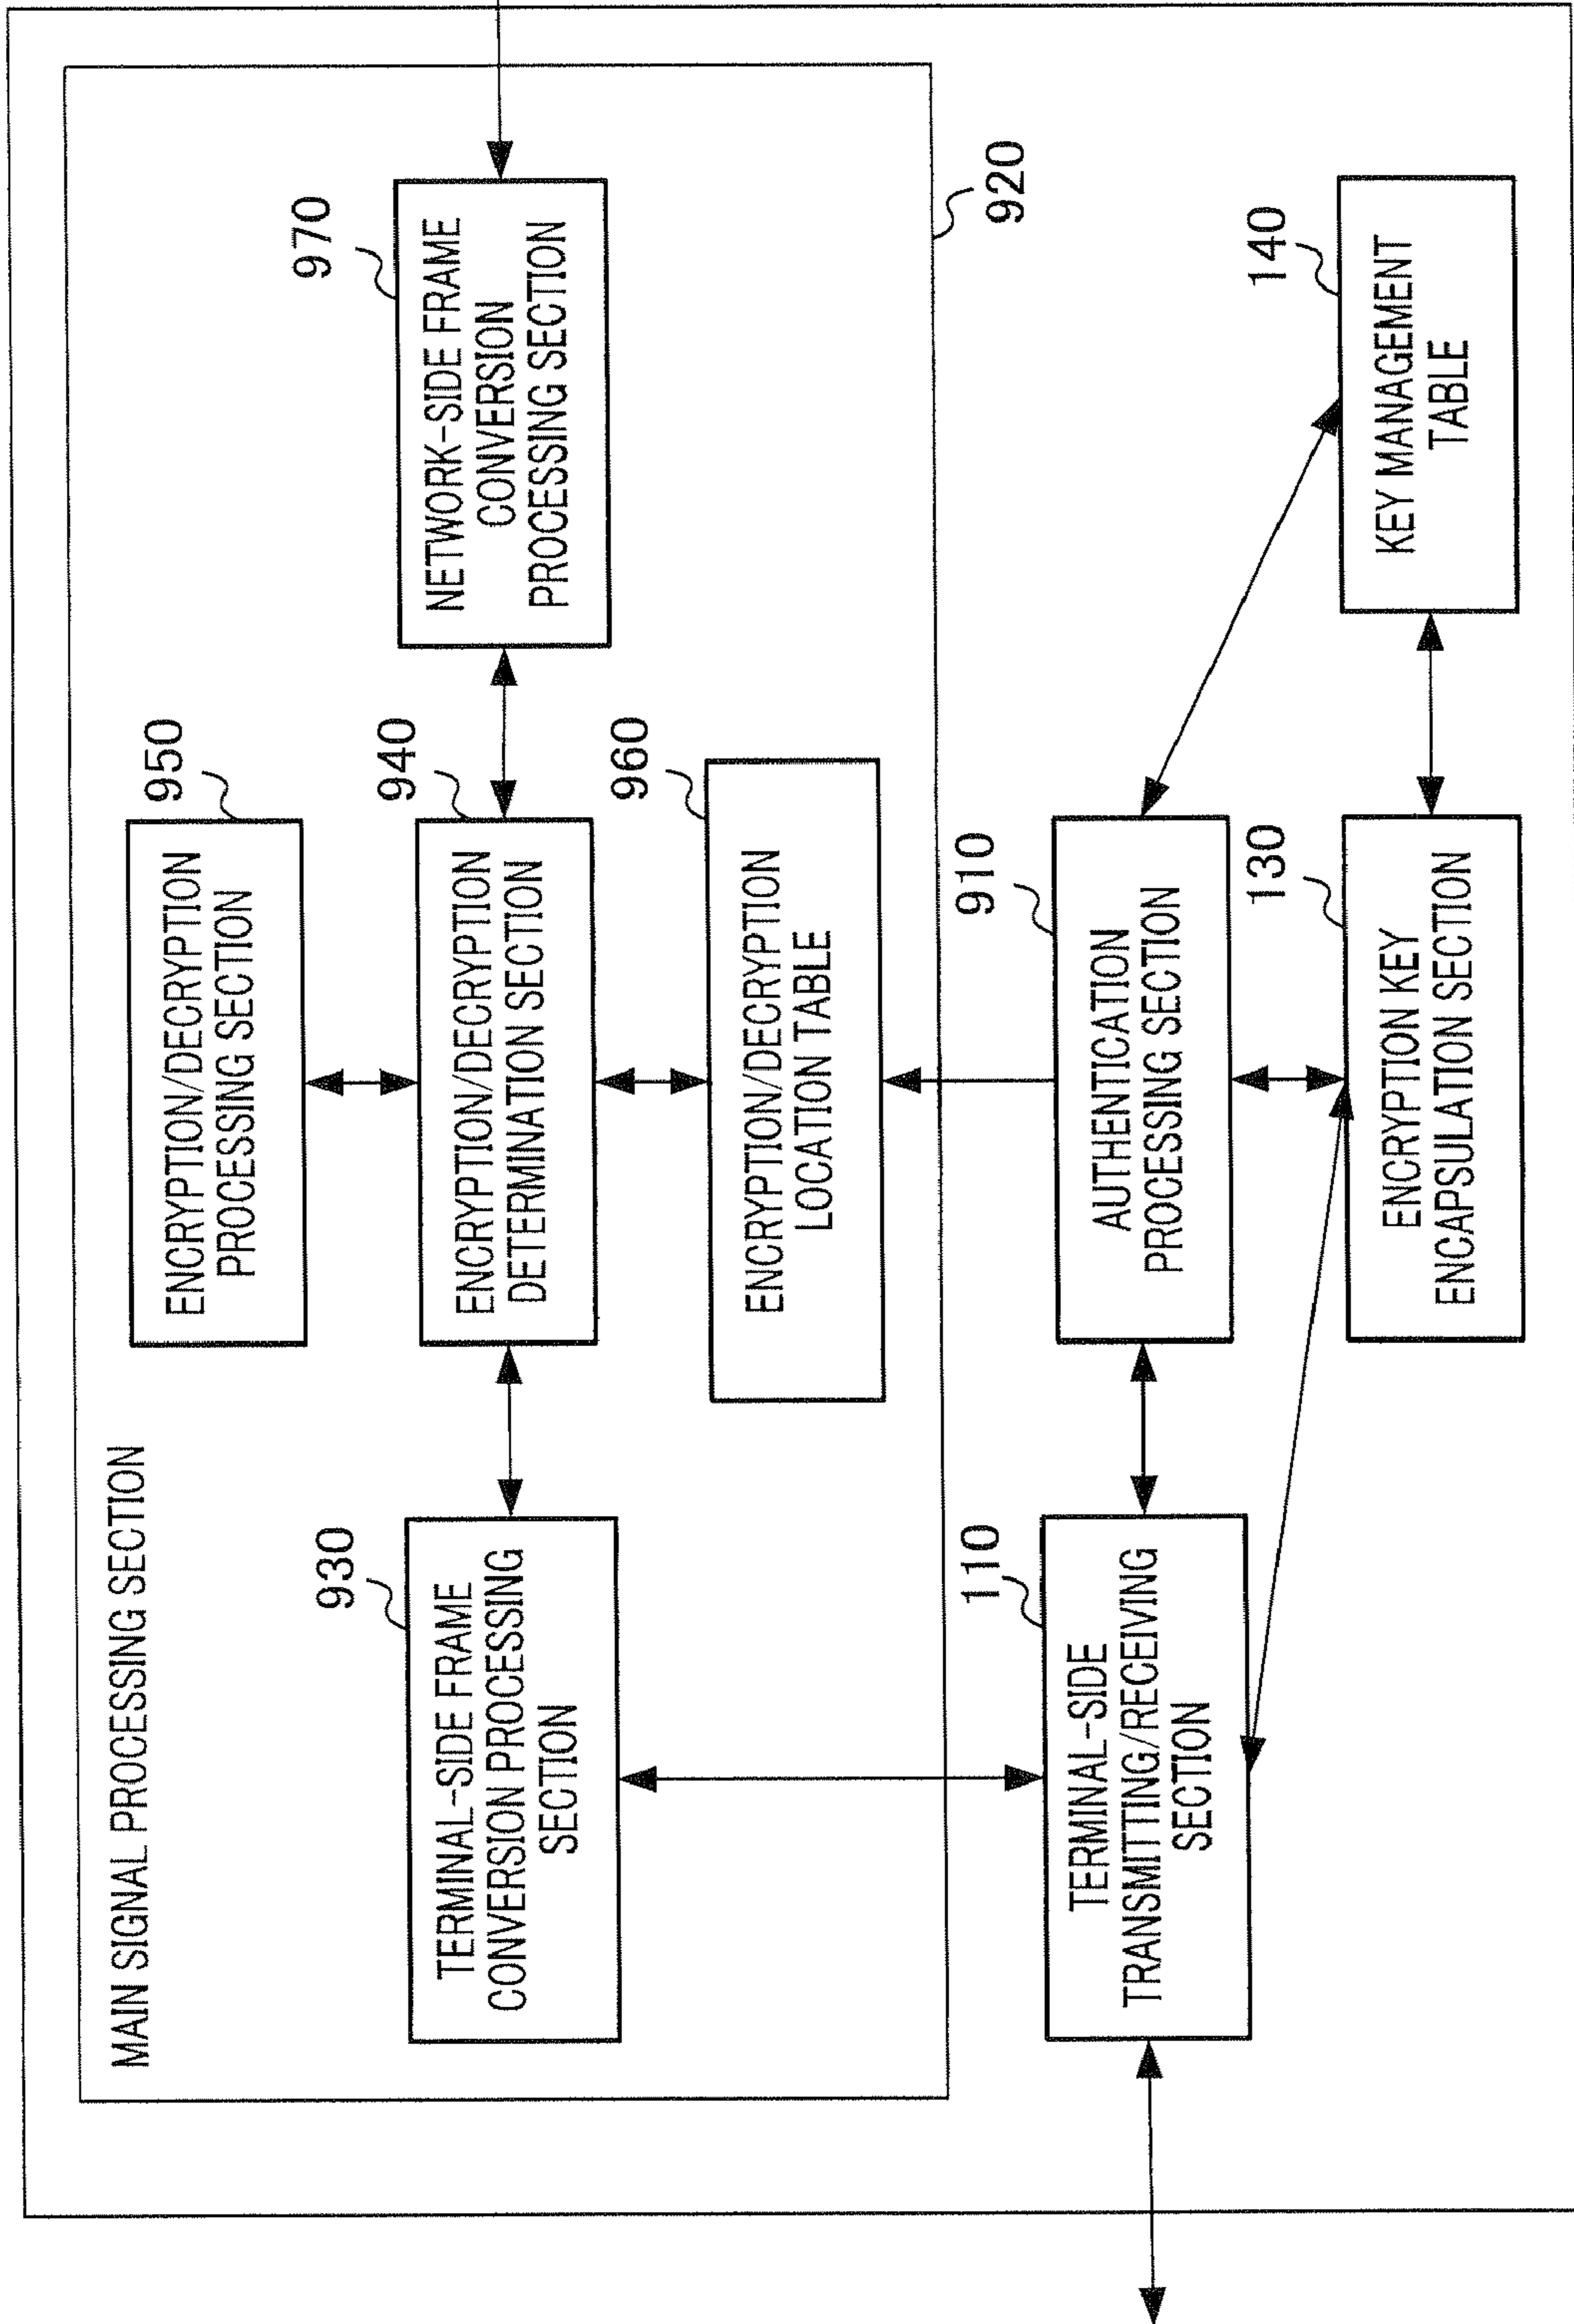 MAIN SIGNAL PROCESSING SECTION
950
ENCRYPTION/DECRYPTION
PROCESSING SECTION
930
TERMINAL-SIDE FRAME
CONVERSION PROCESSING
SECTION
940
ENCRYPTION/DECRYPTION
DETERMINATION SECTION
970
NETWORK-SIDE FRAME
CONVERSION
PROCESSING SECTION
960
ENCRYPTION/DECRYPTION
LOCATION TABLE
920
110
TERMINAL-SIDE
TRANSMITTING/RECEIVING
SECTION
910
AUTHENTICATION
PROCESSING SECTION
130
ENCRYPTION KEY
ENCAPSULATION SECTION
140
KEY MANAGEMENT
TABLE